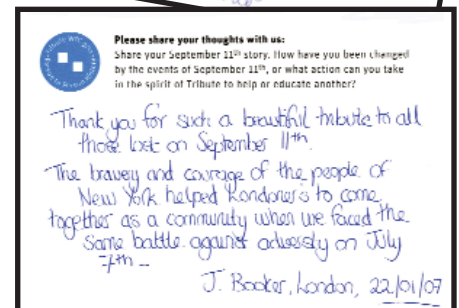 Please share your thoughts with us:
Share your September 11th story. How have you been changed
by the events of September 11th, or what action can you take
in the spirit of Tribute to help or educate another?
Thank you for such a beautiful tribute to all
those lost on September 11th.
The bravery and courage of the people of
New York helped Londoners to come
together as a community when we faced the
same battle against adversity on July
7th –
J. Booker, London, 22/01/07